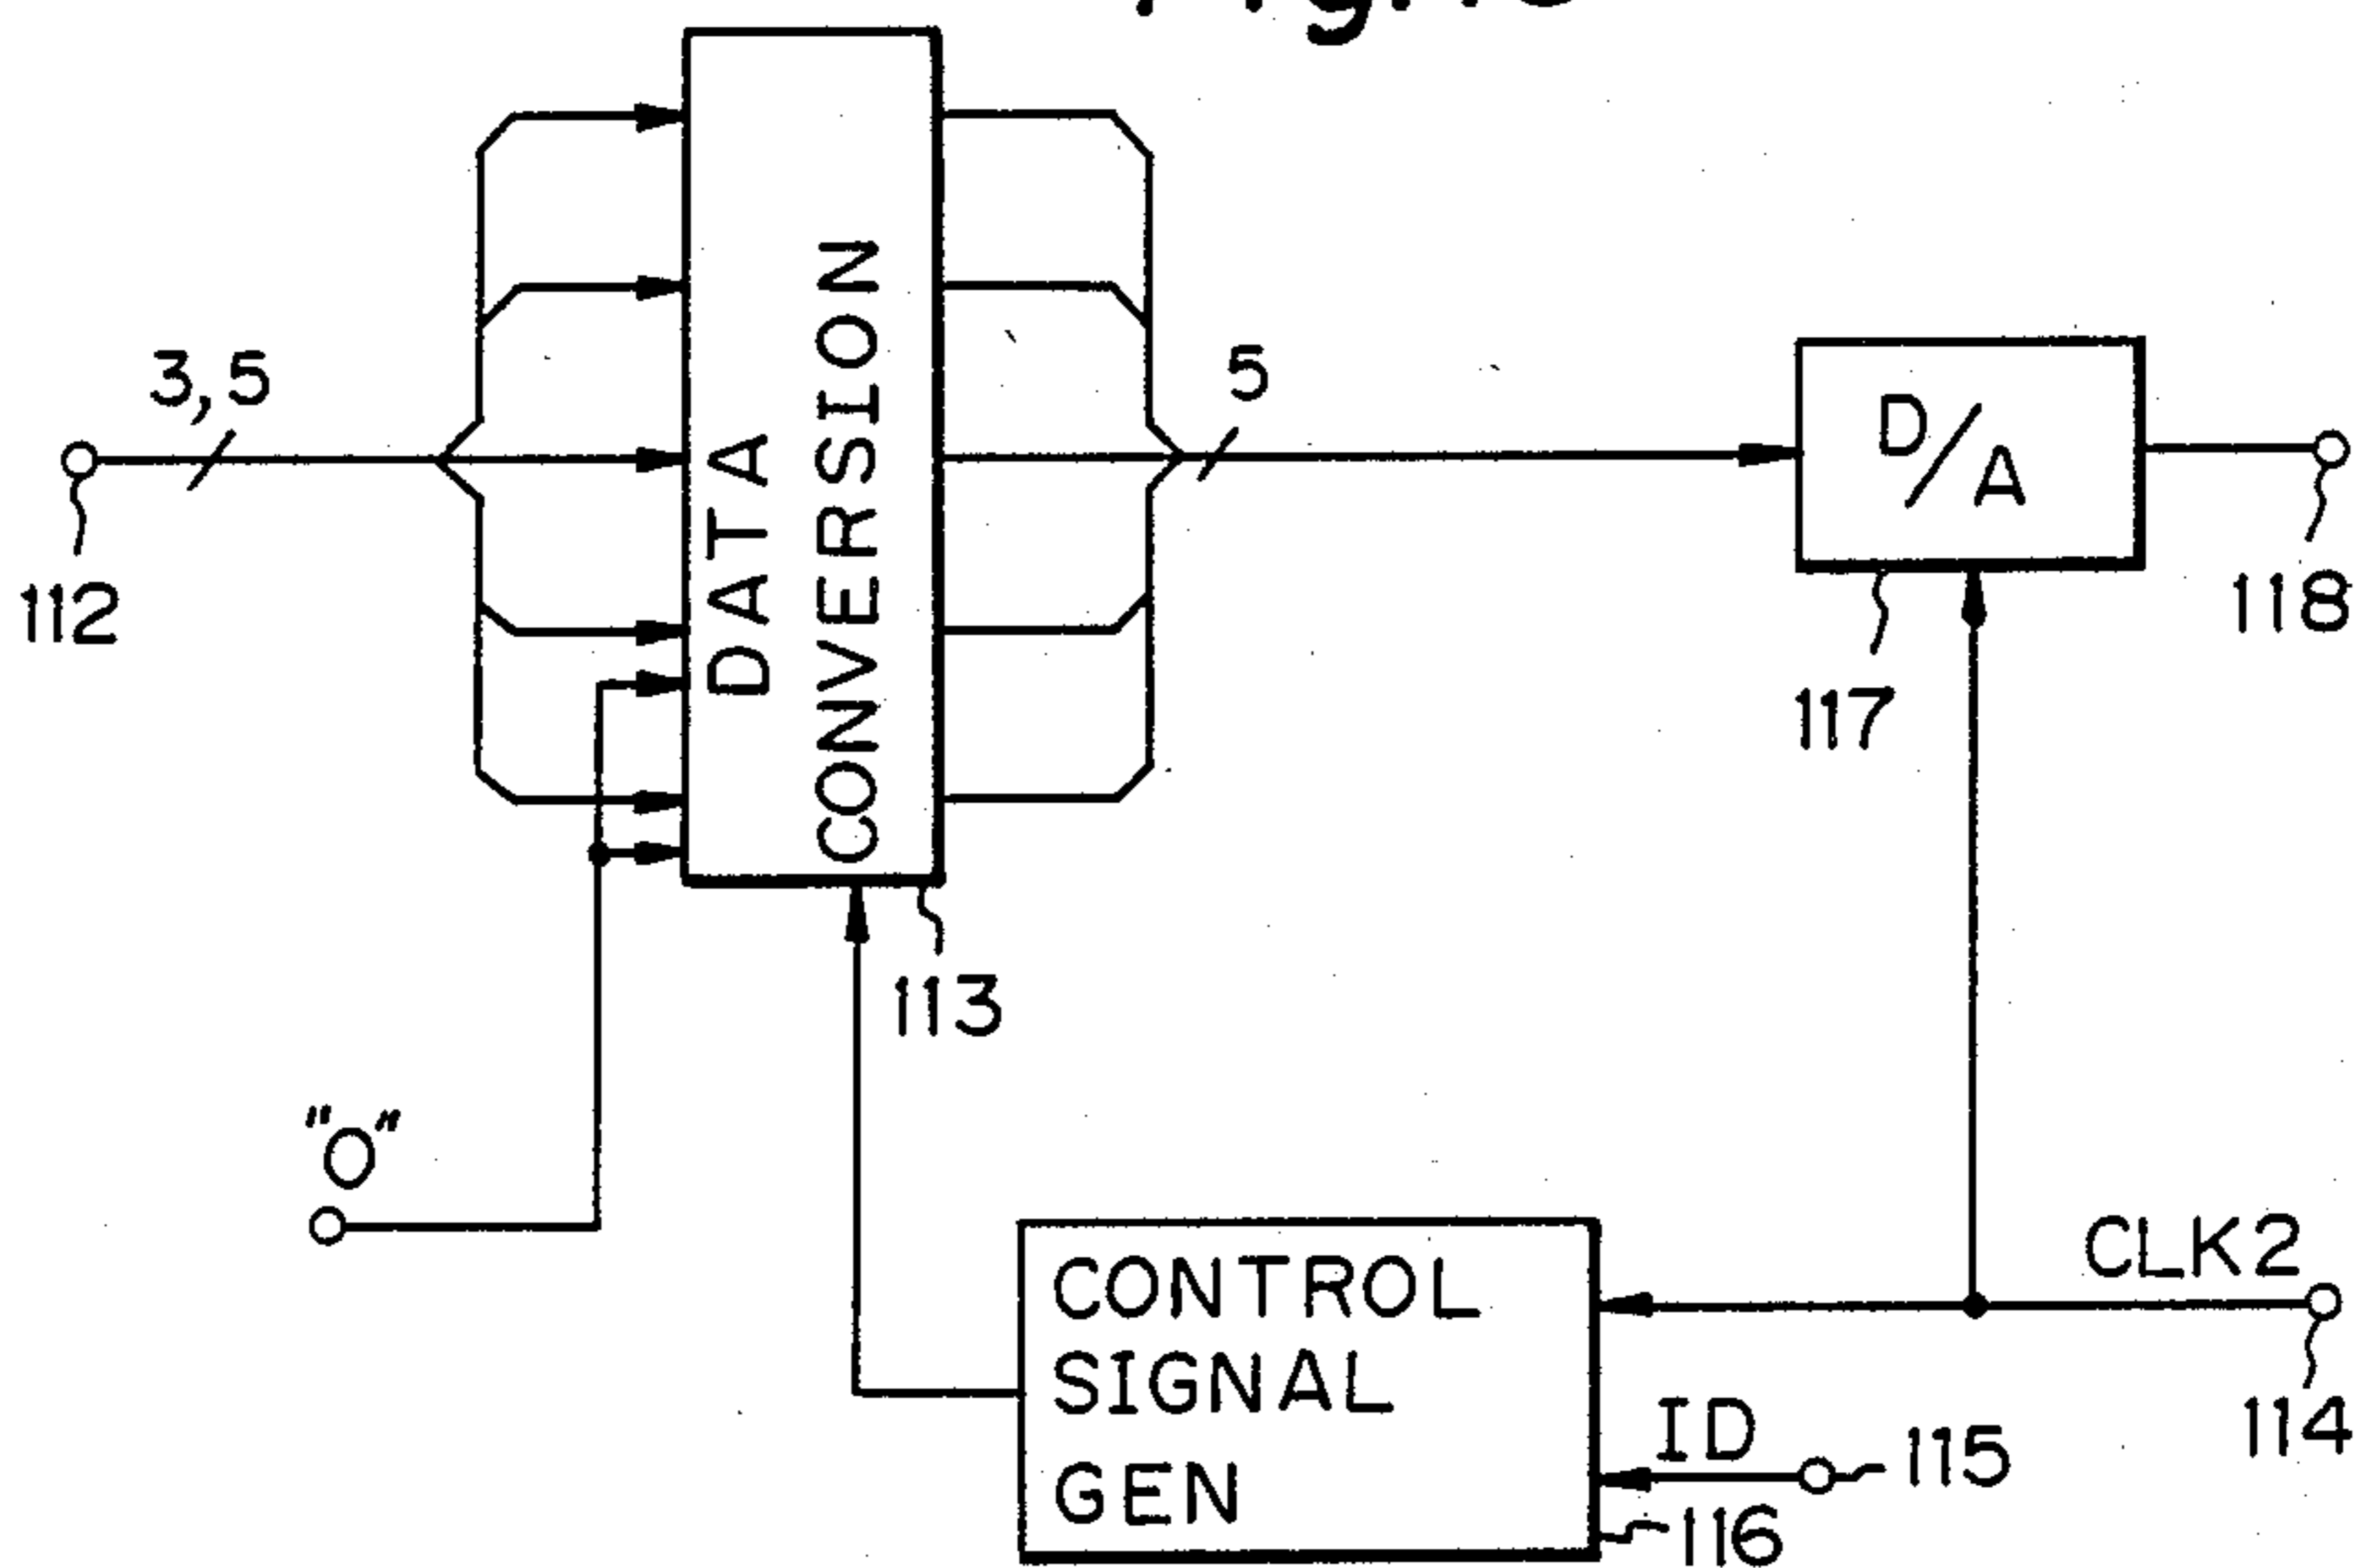 3,5
112
DATA
CONVERSION
113
5
D/A
117
118
"0"
CONTROL
SIGNAL
GEN
CLK2
114
ID
115
116